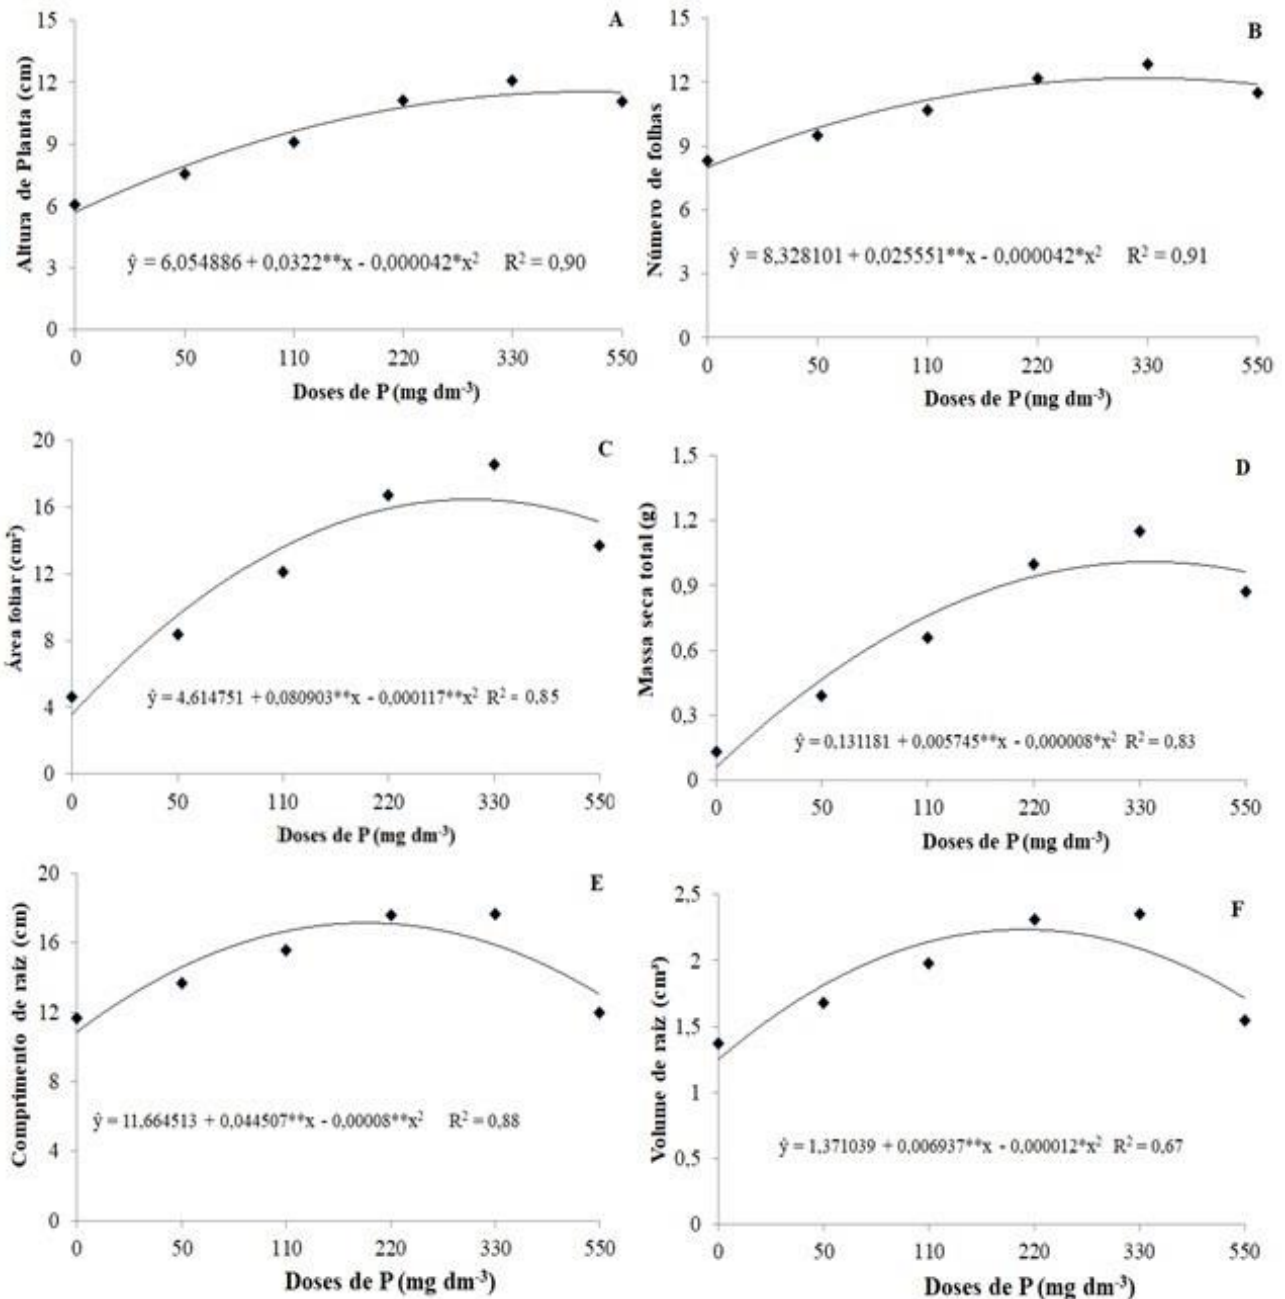 A
Altura de Planta (cm)
15
12
9
6
3
0
ŷ = 6,054886 + 0,0322**x - 0,000042*x² R² = 0,90
0 50 110 220 330 550
Doses de P (mg dm⁻³)
B
Número de folhas
15
12
9
6
3
0
ŷ = 8,328101 + 0,025551**x - 0,000042*x² R² = 0,91
0 50 110 220 330 550
Doses de P (mg dm⁻³)
C
Área foliar (cm²)
20
16
12
8
4
0
ŷ = 4,614751 + 0,080903**x - 0,000117**x² R² = 0,85
0 50 110 220 330 550
Doses de P (mg dm⁻³)
D
Massa seca total (g)
1,5
1,2
0,9
0,6
0,3
0
ŷ = 0,131181 + 0,005745**x - 0,000008*x² R² = 0,83
0 50 110 220 330 550
Doses de P (mg dm⁻³)
E
Comprimento de raiz (cm)
20
16
12
8
4
0
ŷ = 11,664513 + 0,044507**x - 0,00008**x² R² = 0,88
0 50 110 220 330 550
Doses de P (mg dm⁻³)
F
Volume de raiz (cm³)
2,5
2
1,5
1
0,5
0
ŷ = 1,371039 + 0,006937**x - 0,000012*x² R² = 0,67
0 50 110 220 330 550
Doses de P (mg dm⁻³)